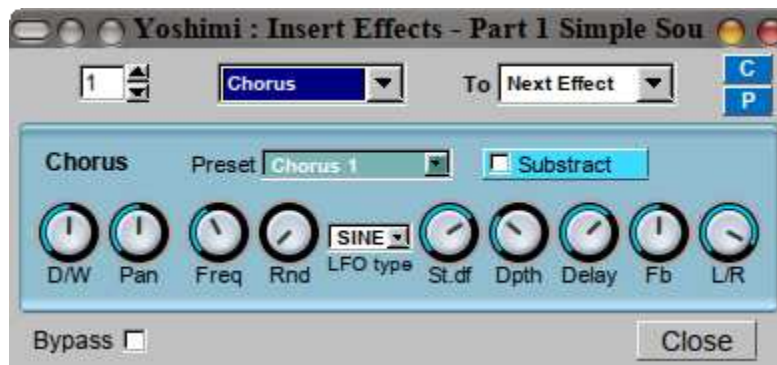 Yoshimi : Insert Effects - Part 1 Simple Sou
1 Chorus To Next Effect C
P
Chorus Preset Chorus 1 Substract
SINE
D/W Pan Freq Rnd LFO type St.df Dpth Delay Fb L/R
Bypass Close